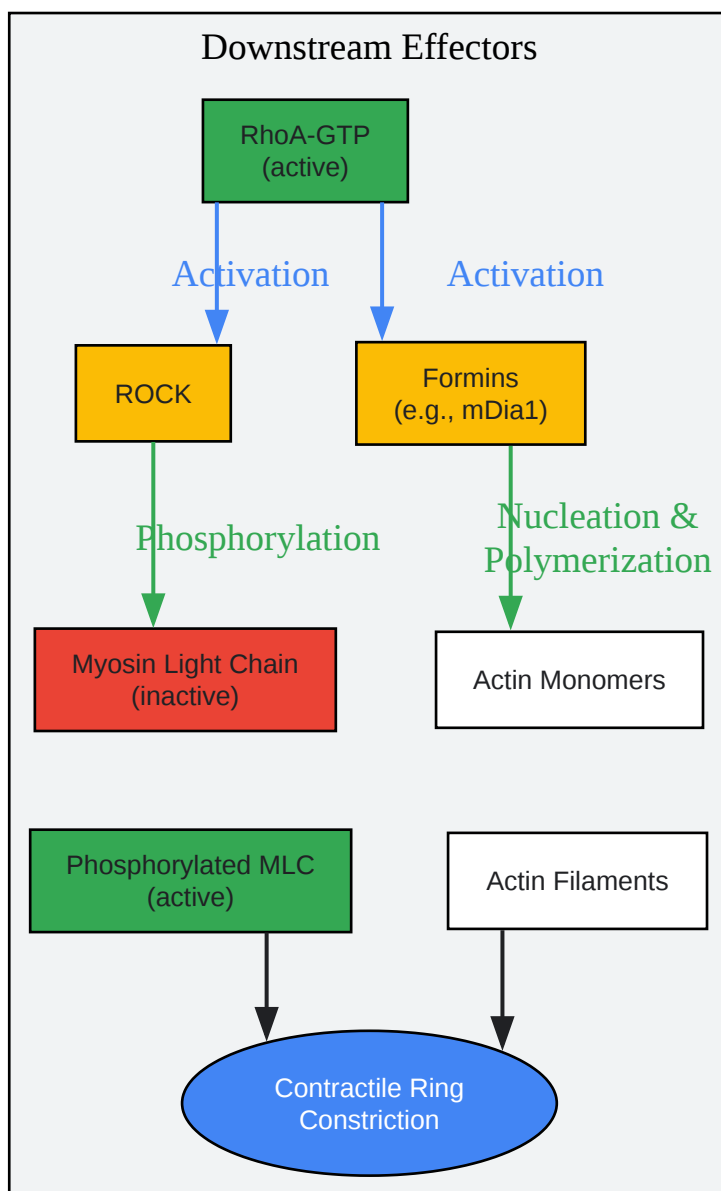 Downstream Effectors
RhoA-GTP
(active)
Activation
Activation
ROCK
Formins
(e.g., mDia1)
Phosphorylation
Nucleation &
Polymerization
Myosin Light Chain
(inactive)
Actin Monomers
Phosphorylated MLC
(active)
Actin Filaments
Contractile Ring
Constriction